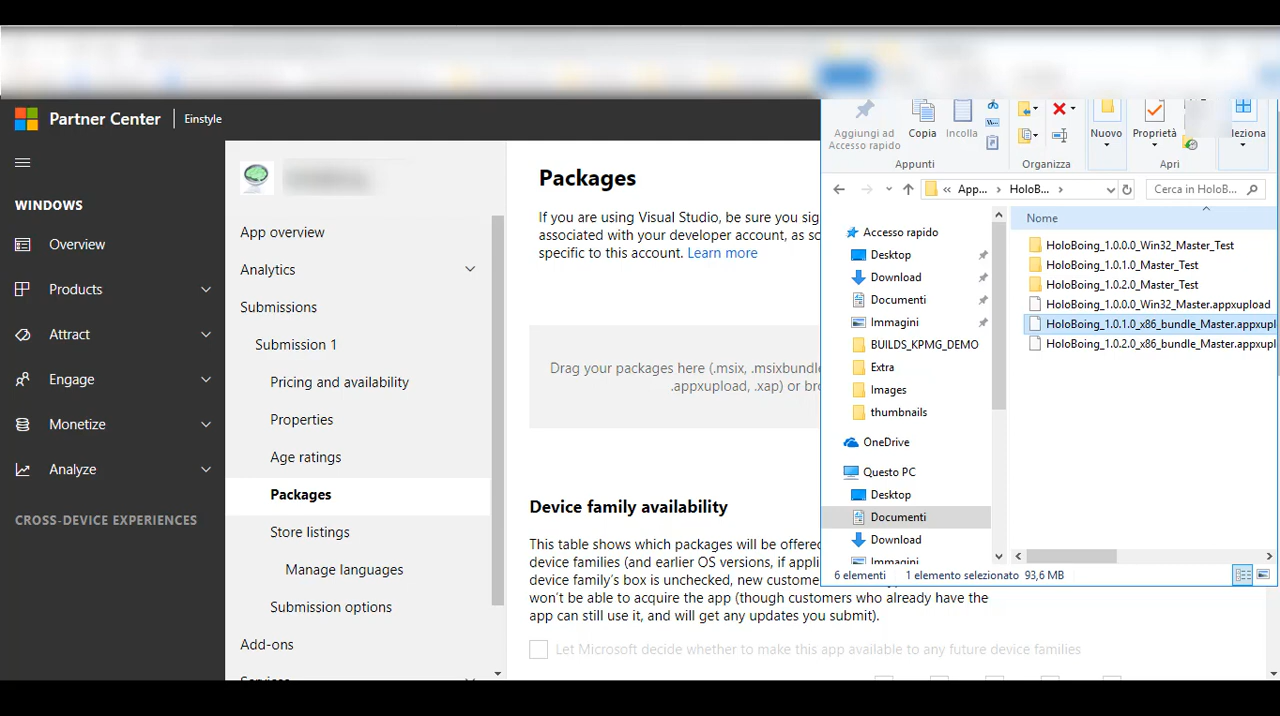 Partner Center
Einstyle
WINDOWS
Overview
Products
Attract
Engage
Monetize
Analyze
CROSS-DEVICE EXPERIENCES
App overview
Analytics
Submissions
Submission 1
Pricing and availability
Properties
Age ratings
Packages
Store listings
Manage languages
Submission options
Add-ons
Packages
If you are using Visual Studio, be sure you sig
associated with your developer account, as so
specific to this account. Learn more
Drag your packages here (.msix, .msixbundle
.appxupload, .xap) or bro
Device family availability
This table shows which packages will be offered
device families (and earlier OS versions, if appli
device family's box is unchecked, new custome
won't be able to acquire the app (though customers who already have the
app can still use it, and will get any updates you submit).
Let Microsoft decide whether to make this app available to any future device families
Aggiungi ad
Accesso rapido
Copia
Incolla
Appunti
Organizza
Nuovo
Proprietà
Apri
leziona
« App... › HoloB... ›
Cerca in HoloB...
Accesso rapido
Desktop
Download
Documenti
Immagini
BUILDS_KPMG_DEMO
Extra
Images
thumbnails
OneDrive
Questo PC
Desktop
Documenti
Download
Immagini
Nome
HoloBoing_1.0.0.0_Win32_Master_Test
HoloBoing_1.0.1.0_Master_Test
HoloBoing_1.0.2.0_Master_Test
HoloBoing_1.0.0.0_Win32_Master.appxupload
HoloBoing_1.0.1.0_x86_bundle_Master.appxupl
HoloBoing_1.0.2.0_x86_bundle_Master.appxupl
6 elementi
1 elemento selezionato 93,6 MB